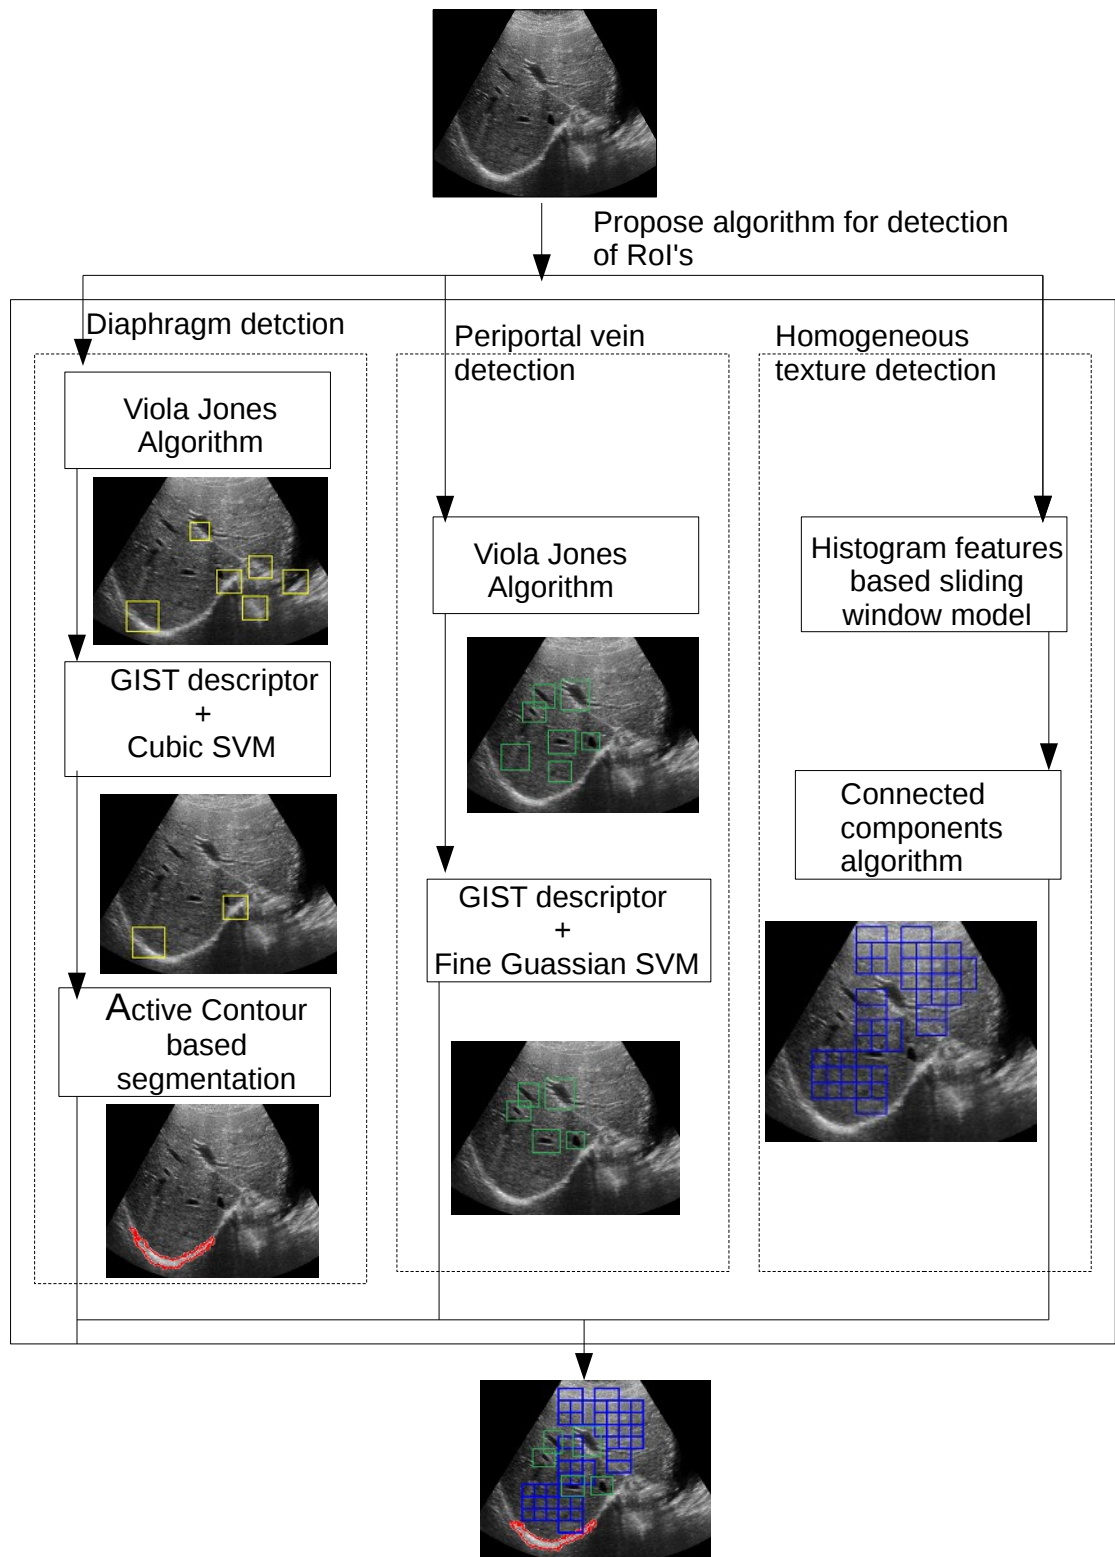 Propose algorithm for detection
of RoI's
Diaphragm detction
Viola Jones
Algorithm
GIST descriptor
+
Cubic SVM
Active Contour
based
segmentation
Periportal vein
detection
Viola Jones
Algorithm
GIST descriptor
+
Fine Guassian SVM
Homogeneous
texture detection
Histogram features
based sliding
window model
Connected
components
algorithm